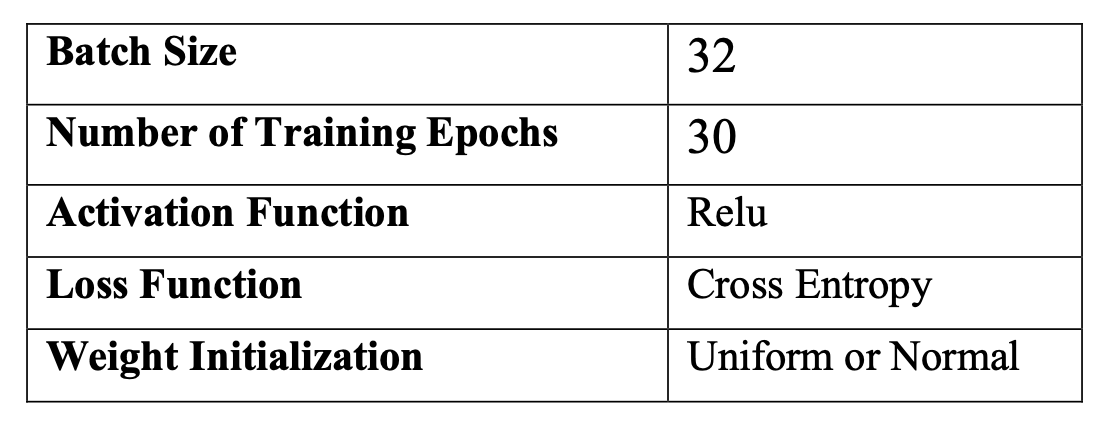 Batch Size 32
Number of Training Epochs 30
Activation Function Relu
Loss Function Cross Entropy
Weight Initialization Uniform or Normal